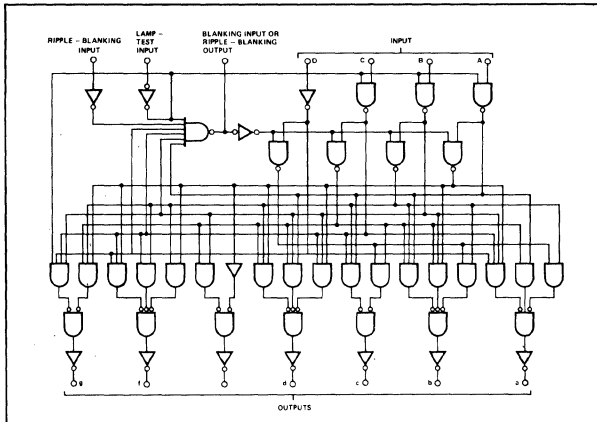 RIPPLE – BLANKING
INPUT
LAMP –
TEST
INPUT
BLANKING INPUT OR
RIPPLE – BLANKING
OUTPUT
INPUT
D
C
B
A
g
f
d
c
b
a
OUTPUTS